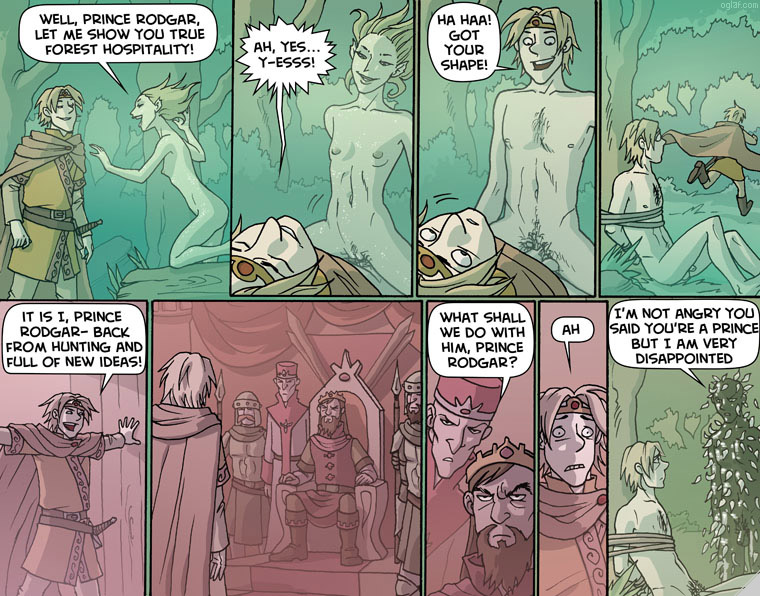 WELL, PRINCE RODGAR,
LET ME SHOW YOU TRUE
FOREST HOSPITALITY!
AH, YES...
Y-ESSS!
HA HAA!
GOT
YOUR
SHAPE!
oglaf.com
IT IS I, PRINCE
RODGAR- BACK
FROM HUNTING AND
FULL OF NEW IDEAS!
WHAT SHALL
WE DO WITH
HIM, PRINCE
RODGAR?
AH
I'M NOT ANGRY YOU
SAID YOU'RE A PRINCE
BUT I AM VERY
DISAPPOINTED